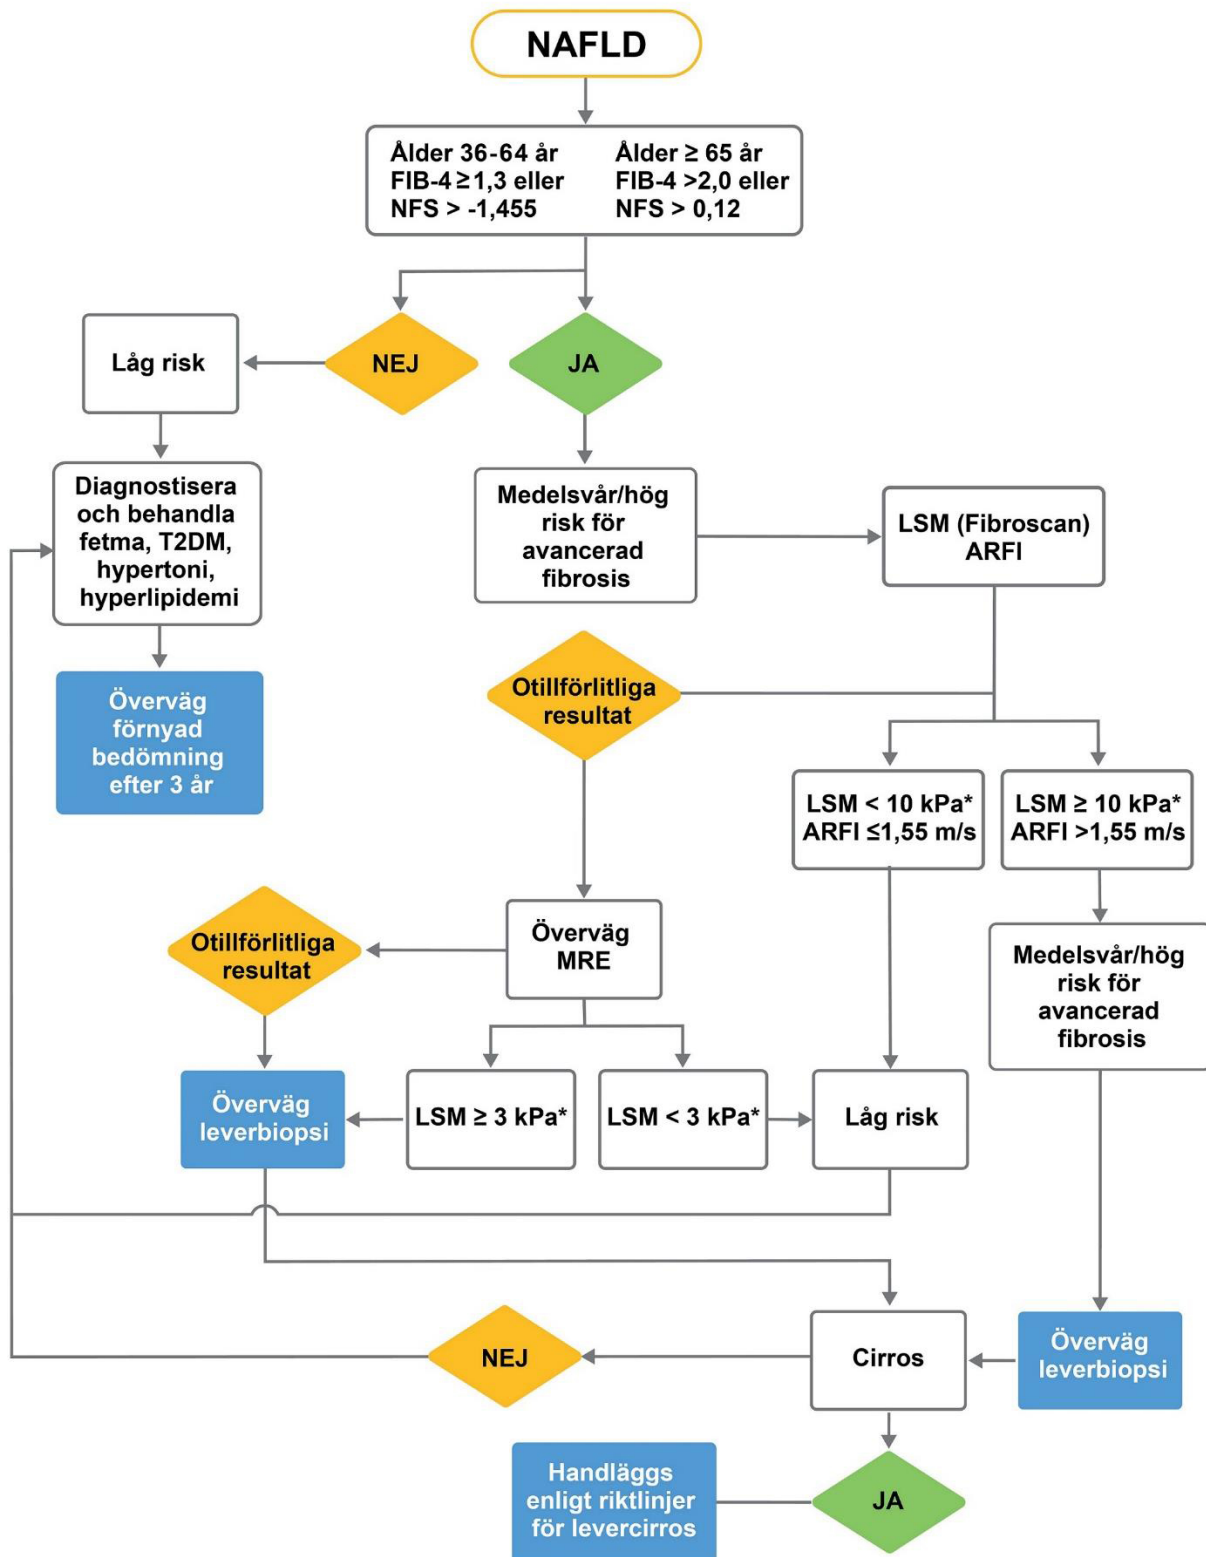 NAFLD
Ålder 36-64 år
FIB-4 ≥1,3 eller
NFS > -1,455
Ålder ≥ 65 år
FIB-4 >2,0 eller
NFS > 0,12
Låg risk
NEJ
JA
Diagnostisera
och behandla
fetma, T2DM,
hypertoni,
hyperlipidemi
Medelsvår/hög
risk för
avancerad
fibrosis
LSM (Fibroscan)
ARFI
Överväg
förnyad
bedömning
efter 3 år
Otillförlitliga
resultat
LSM < 10 kPa*
ARFI ≤1,55 m/s
LSM ≥ 10 kPa*
ARFI >1,55 m/s
Otillförlitliga
resultat
Överväg
MRE
Medelsvår/hög
risk för
avancerad
fibrosis
Överväg
leverbiopsi
LSM ≥ 3 kPa*
LSM < 3 kPa*
Låg risk
NEJ
Cirros
Överväg
leverbiopsi
Handläggs
enligt riktlinjer
för levercirros
JA